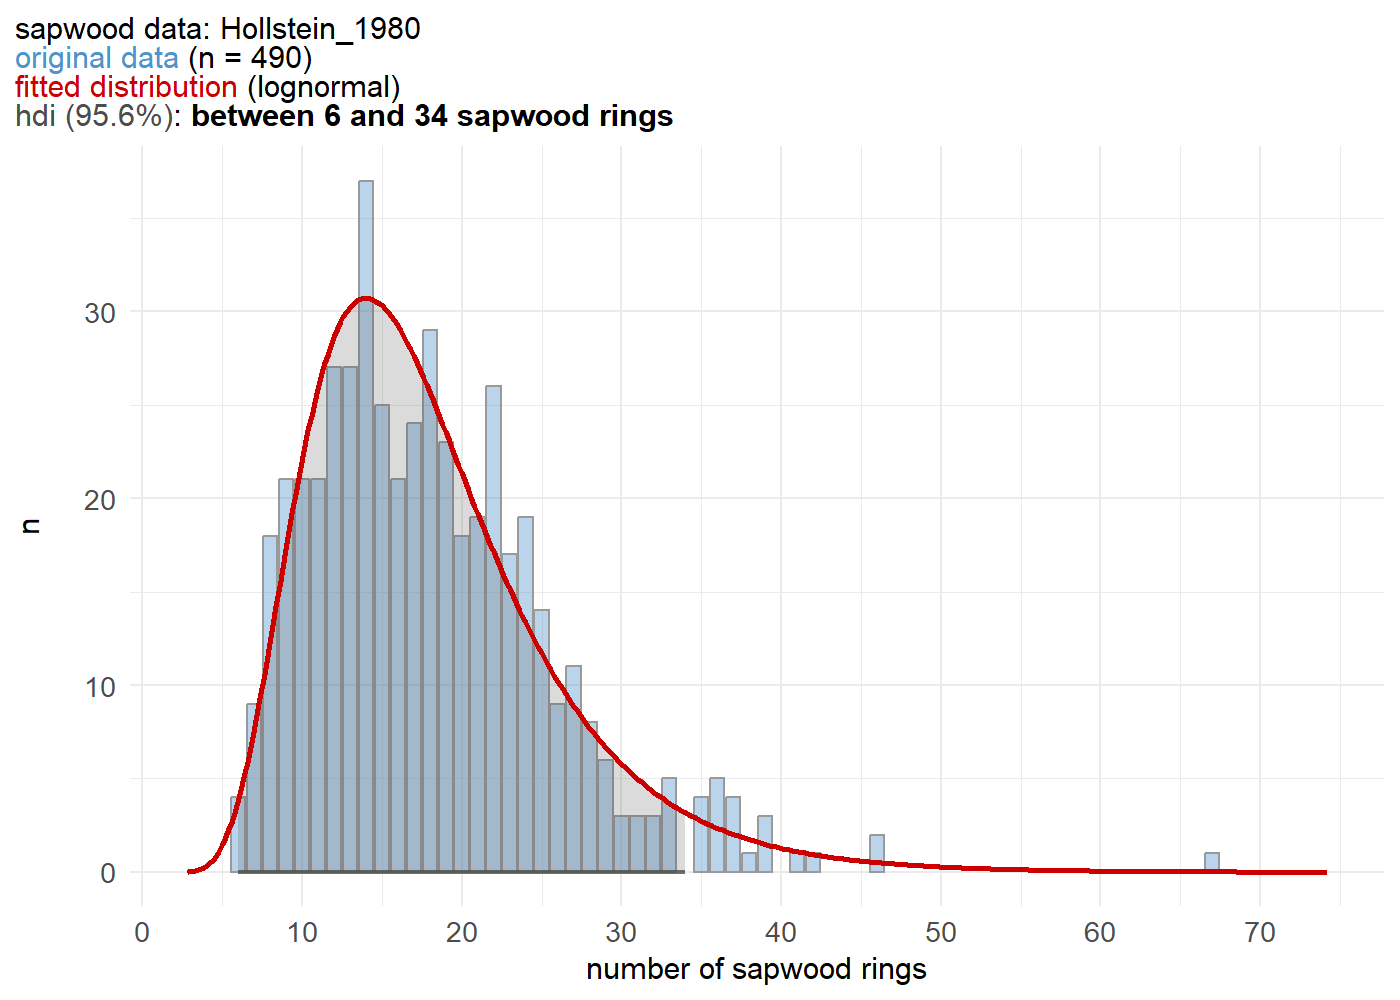 sapwood data: Hollstein_1980
original data (n = 490)
fitted distribution (lognormal)
hdi (95.6%): between 6 and 34 sapwood rings
30
20
10
0
n
0 10 20 30 40 50 60 70
number of sapwood rings